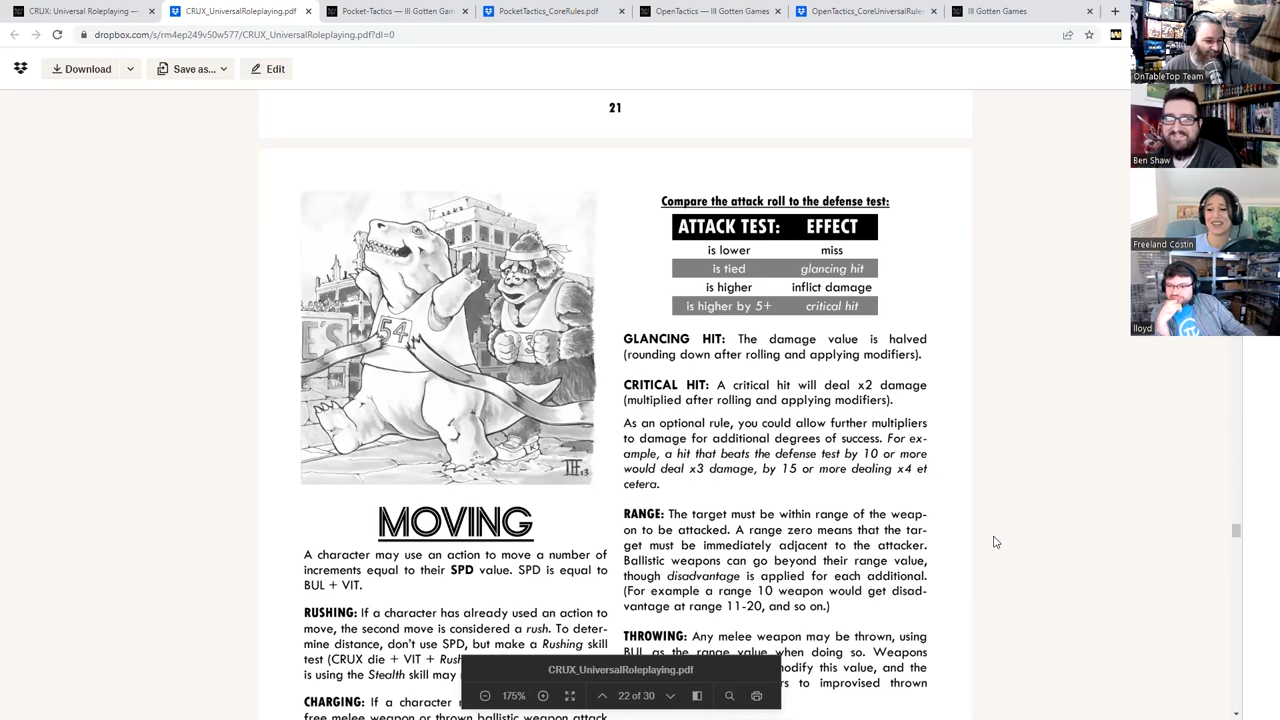 CRUX: Universal Roleplaying —
CRUX_UniversalRoleplaying.pdf
Pocket-Tactics — Ill Gotten Gam
PocketTactics_CoreRules.pdf
OpenTactics — Ill Gotten Games
OpenTactics_CoreUniversalRules
Ill Gotten Games
dropbox.com/s/rm4ep249v50w577/CRUX_UniversalRoleplaying.pdf?dl=0
Download
Save as...
Edit
OnTableTop Team
Ben Shaw
Freeland Costin
lloyd
21
54
3
MOVING
A character may use an action to move a number of
increments equal to their SPD value. SPD is equal to
BUL + VIT.
RUSHING: If a character has already used an action to
move, the second move is considered a rush. To deter-
mine distance, don't use SPD, but make a Rushing skill
test (CRUX die + VIT + Rush
is using the Stealth skill may
CHARGING: If a character
free melee weapon or thrown ballistic weapon attack
Compare the attack roll to the defense test:
ATTACK TEST: EFFECT
is lower miss
is tied glancing hit
is higher inflict damage
is higher by 5+ critical hit
GLANCING HIT: The damage value is halved
(rounding down after rolling and applying modifiers).
CRITICAL HIT: A critical hit will deal x2 damage
(multiplied after rolling and applying modifiers).
As an optional rule, you could allow further multipliers
to damage for additional degrees of success. For ex-
ample, a hit that beats the defense test by 10 or more
would deal x3 damage, by 15 or more dealing x4 et
cetera.
RANGE: The target must be within range of the weap-
on to be attacked. A range zero means that the tar-
get must be immediately adjacent to the attacker.
Ballistic weapons can go beyond their range value,
though disadvantage is applied for each additional.
(For example a range 10 weapon would get disad-
vantage at range 11-20, and so on.)
THROWING: Any melee weapon may be thrown, using
BUL as the range value when doing so. Weapons
modify this value, and the
to improvised thrown
CRUX_UniversalRoleplaying.pdf
175%
22 of 30